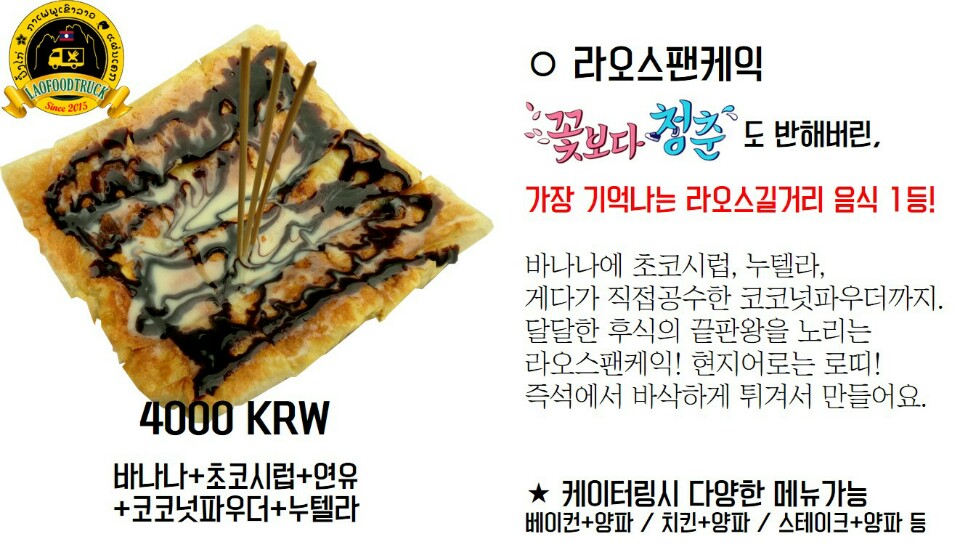 LAOFOODTRUCK
Since 2015
○ 라오스팬케익
꽃보다 청춘 도 반해버린,
가장 기억나는 라오스길거리 음식 1등!
바나나에 초코시럽, 누텔라,
게다가 직접공수한 코코넛파우더까지.
달달한 후식의 끝판왕을 노리는
라오스팬케익! 현지어로는 로띠!
즉석에서 바삭하게 튀겨서 만들어요.
4000 KRW
바나나+초코시럽+연유
+코코넛파우더+누텔라
★ 케이터링시 다양한 메뉴가능
베이컨+양파 / 치킨+양파 / 스테이크+양파 등